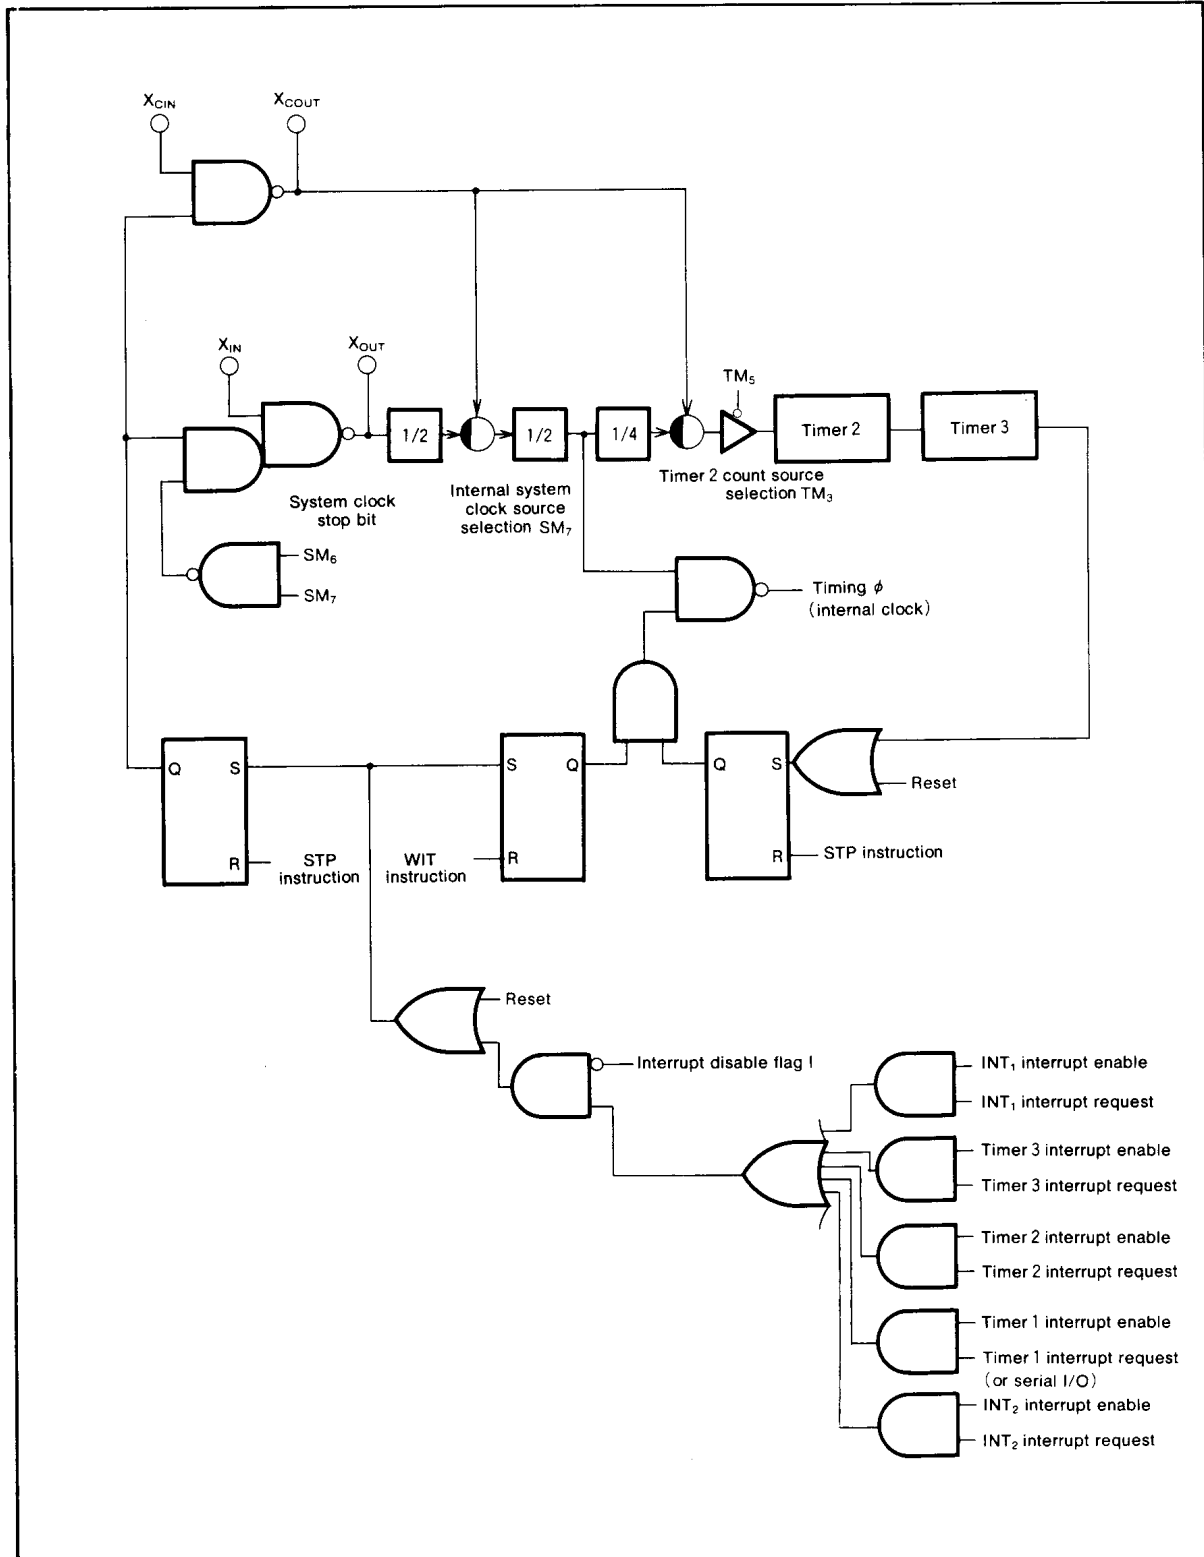 X_CIN
X_COUT
X_IN
X_OUT
TM₅
1/2
1/2
1/4
Timer 2
Timer 3
System clock
stop bit
Internal system
clock source
selection SM₇
Timer 2 count source
selection TM₃
SM₆
SM₇
Timing ϕ
(internal clock)
Q
S
R
STP
instruction
S
Q
R
WIT
instruction
Q
S
R
Reset
STP instruction
Reset
Interrupt disable flag I
INT₁ interrupt enable
INT₁ interrupt request
Timer 3 interrupt enable
Timer 3 interrupt request
Timer 2 interrupt enable
Timer 2 interrupt request
Timer 1 interrupt enable
Timer 1 interrupt request
(or serial I/O)
INT₂ interrupt enable
INT₂ interrupt request